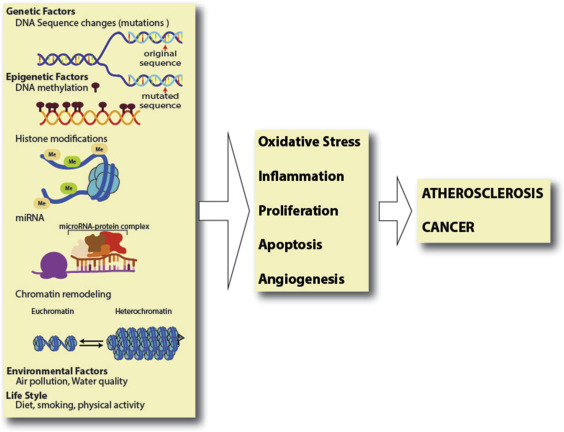 Genetic Factors
DNA Sequence changes (mutations )
original
sequence
Epigenetic Factors
DNA methylation
mutated
sequence
Histone modifications
Me
Me
Me
Me
Me
miRNA
microRNA-protein complex
Chromatin remodeling
Euchromatin
Heterochromatin
Environmental Factors
Air pollution, Water quality
Life Style
Diet, smoking, physical activity
Oxidative Stress
Inflammation
Proliferation
Apoptosis
Angiogenesis
ATHEROSCLEROSIS
CANCER